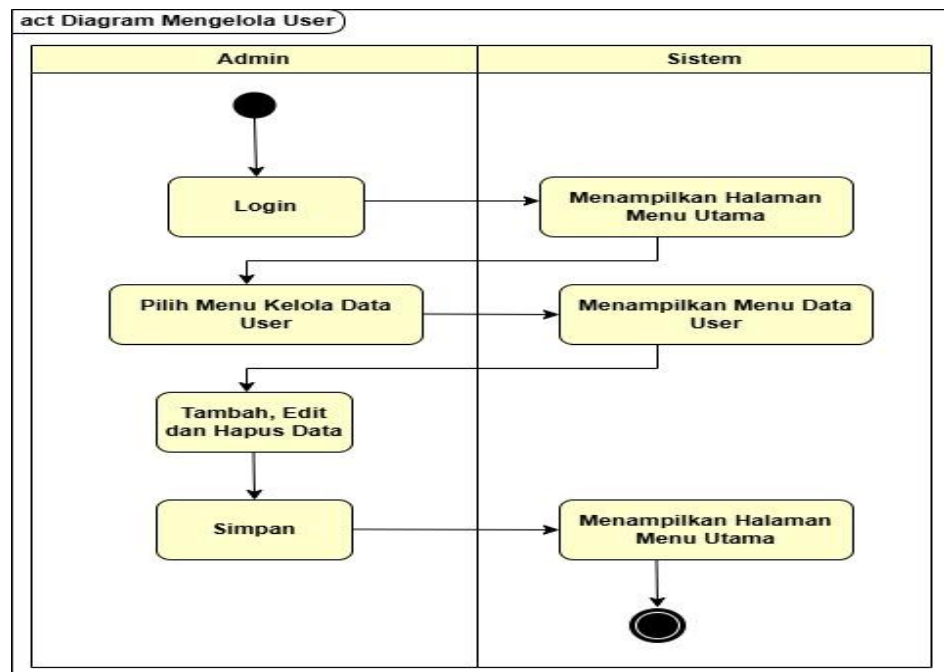 act Diagram Mengelola User
Admin
Sistem
Login
Menampilkan Halaman
Menu Utama
Pilih Menu Kelola Data
User
Menampilkan Menu Data
User
Tambah, Edit
dan Hapus Data
Simpan
Menampilkan Halaman
Menu Utama